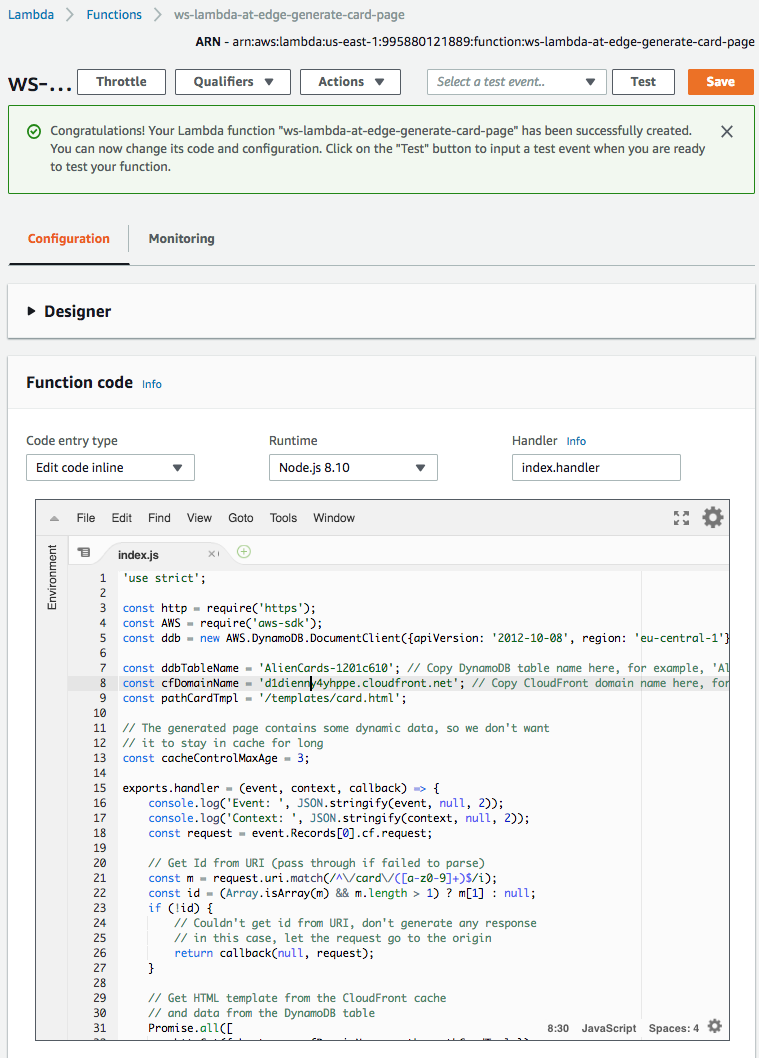 Lambda > Functions > ws-lambda-at-edge-generate-card-page
ARN - arn:aws:lambda:us-east-1:995880121889:function:ws-lambda-at-edge-generate-card-page
ws-... Throttle Qualifiers Actions Select a test event.. Test Save
Congratulations! Your Lambda function "ws-lambda-at-edge-generate-card-page" has been successfully created.
You can now change its code and configuration. Click on the "Test" button to input a test event when you are ready
to test your function.
Configuration Monitoring
Designer
Function code Info
Code entry type Runtime Handler Info
Edit code inline Node.js 8.10 index.handler
File Edit Find View Goto Tools Window
Environment
index.js
1 'use strict';
2
3 const http = require('https');
4 const AWS = require('aws-sdk');
5 const ddb = new AWS.DynamoDB.DocumentClient({apiVersion: '2012-10-08', region: 'eu-central-1'}
6
7 const ddbTableName = 'AlienCards-1201c610'; // Copy DynamoDB table name here, for example, 'Al
8 const cfDomainName = 'd1dienny4yhppe.cloudfront.net'; // Copy CloudFront domain name here, for
9 const pathCardTmpl = '/templates/card.html';
10
11 // The generated page contains some dynamic data, so we don't want
12 // it to stay in cache for long
13 const cacheControlMaxAge = 3;
14
15 exports.handler = (event, context, callback) => {
16 console.log('Event: ', JSON.stringify(event, null, 2));
17 console.log('Context: ', JSON.stringify(context, null, 2));
18 const request = event.Records[0].cf.request;
19
20 // Get Id from URI (pass through if failed to parse)
21 const m = request.uri.match(/^\/card\/([a-z0-9]+)$/i);
22 const id = (Array.isArray(m) && m.length > 1) ? m[1] : null;
23 if (!id) {
24 // Couldn't get id from URI, don't generate any response
25 // in this case, let the request go to the origin
26 return callback(null, request);
27 }
28
29 // Get HTML template from the CloudFront cache
30 // and data from the DynamoDB table
31 Promise.all([
8:30 JavaScript Spaces: 4